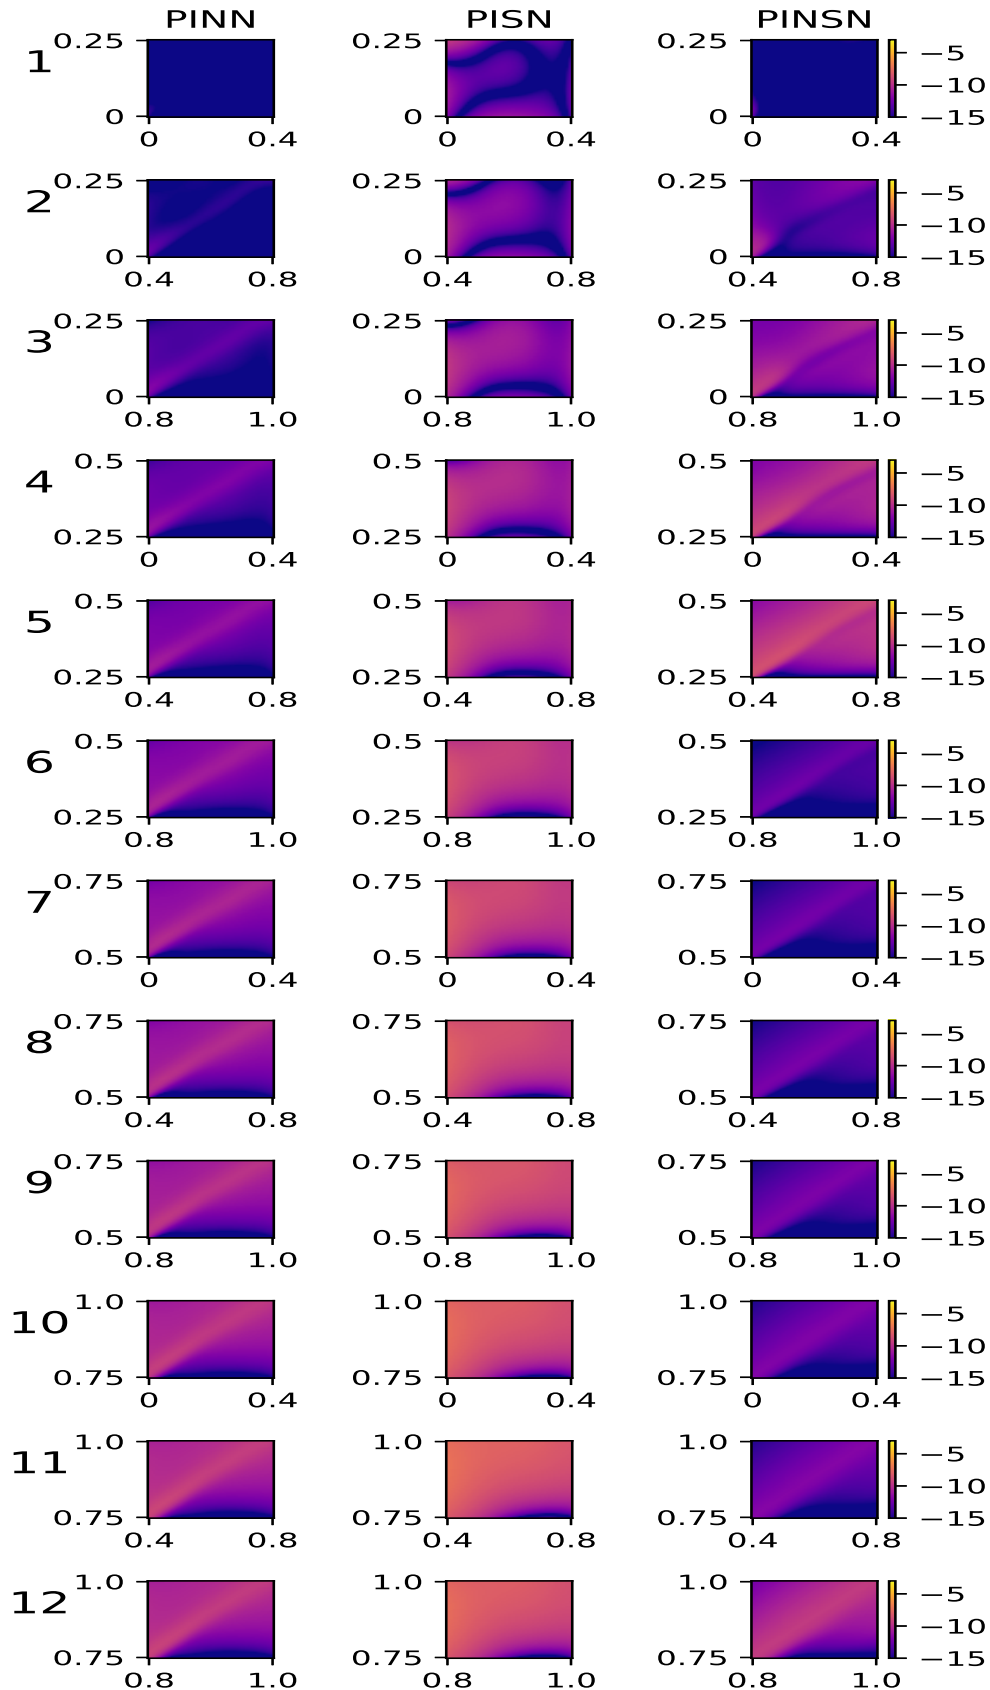 PINN PISN PINSN
1 0.25 0 0 0.4 0 0.4 0.25 0 0 0.4 −5 −10 −15
2 0.25 0 0.4 0.8 0.4 0.8 0.25 0 0.4 0.8 −5 −10 −15
3 0.25 0 0.8 1.0 0.8 1.0 0.25 0 0.8 1.0 −5 −10 −15
4 0.5 0.25 0 0.4 0.5 0.25 0 0.4 0.5 0.25 0 0.4 −5 −10 −15
5 0.5 0.25 0.4 0.8 0.5 0.25 0.4 0.8 0.5 0.25 0.4 0.8 −5 −10 −15
6 0.5 0.25 0.8 1.0 0.5 0.25 0.8 1.0 0.5 0.25 0.8 1.0 −5 −10 −15
7 0.75 0.5 0 0.4 0.75 0.5 0 0.4 0.75 0.5 0 0.4 −5 −10 −15
8 0.75 0.5 0.4 0.8 0.75 0.5 0.4 0.8 0.75 0.5 0.4 0.8 −5 −10 −15
9 0.75 0.5 0.8 1.0 0.75 0.5 0.8 1.0 0.75 0.5 0.8 1.0 −5 −10 −15
10 1.0 0.75 0 0.4 1.0 0.75 0 0.4 1.0 0.75 0 0.4 −5 −10 −15
11 1.0 0.75 0.4 0.8 1.0 0.75 0.4 0.8 1.0 0.75 0.4 0.8 −5 −10 −15
12 1.0 0.75 0.8 1.0 1.0 0.75 0.8 1.0 1.0 0.75 0.8 1.0 −5 −10 −15